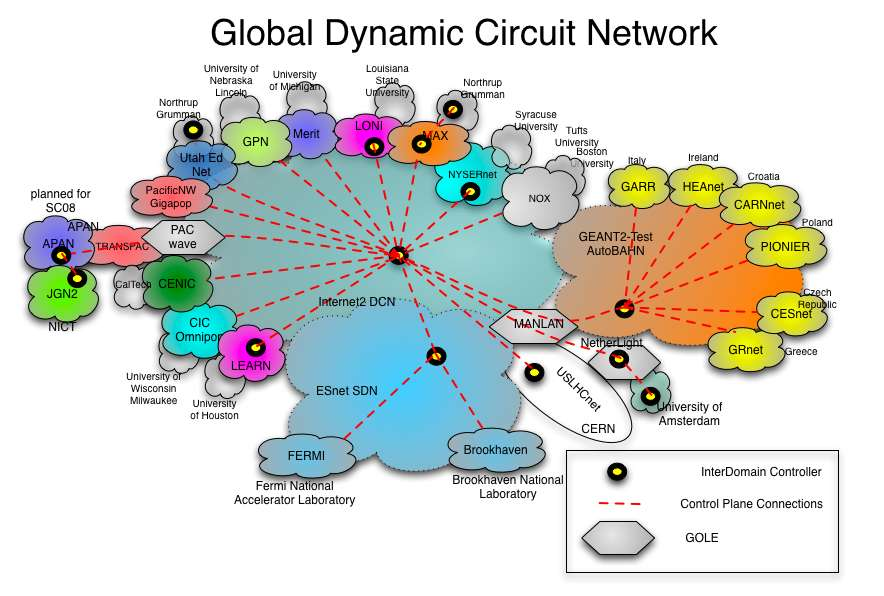 Global Dynamic Circuit Network
University of
Nebraska
Lincoln
University
of Michigan
Louisiana
State
University
Northrup
Grumman
Northrup
Grumman
Syracuse
University
Tufts
University
Boston
University
GPN
Merit
LONI
MAX
Utah Ed
Net
NYSERnet
NOX
PacificNW
Gigapop
planned for
SC08
APAN
APAN
TRANSPAC
PAC
wave
JGN2
NICT
CalTech
CENIC
CIC
Omnipop
LEARN
University of
Wisconsin
Milwaukee
University
of Houston
Internet2 DCN
ESnet SDN
FERMI
Fermi National
Accelerator Laboratory
Brookhaven
Brookhaven National
Laboratory
Italy
GARR
Ireland
HEAnet
Croatia
CARNnet
Poland
PIONIER
Czech
Republic
CESnet
GRnet
Greece
GEANT2-Test
AutoBAHN
MANLAN
NetherLight
USLHCnet
CERN
University of
Amsterdam
InterDomain Controller
Control Plane Connections
GOLE